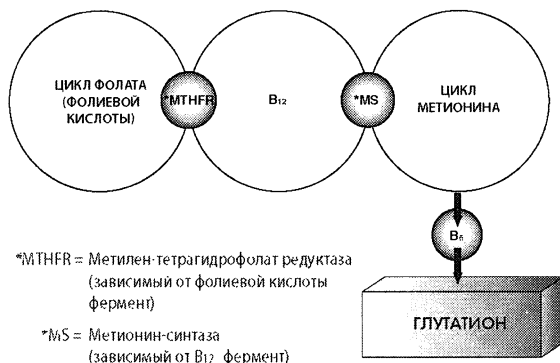 ЦИКЛ ФОЛАТА
(ФОЛИЕВОЙ
КИСЛОТЫ)
*MTHFR
B₁₂
*MS
ЦИКЛ
МЕТИОНИНА
B₆
ГЛУТАТИОН
*MTHFR = Метилен-тетрагидрофолат редуктаза
(зависимый от фолиевой кислоты
фермент)
*MS = Метионин-синтаза
(зависимый от B₁₂ фермент)